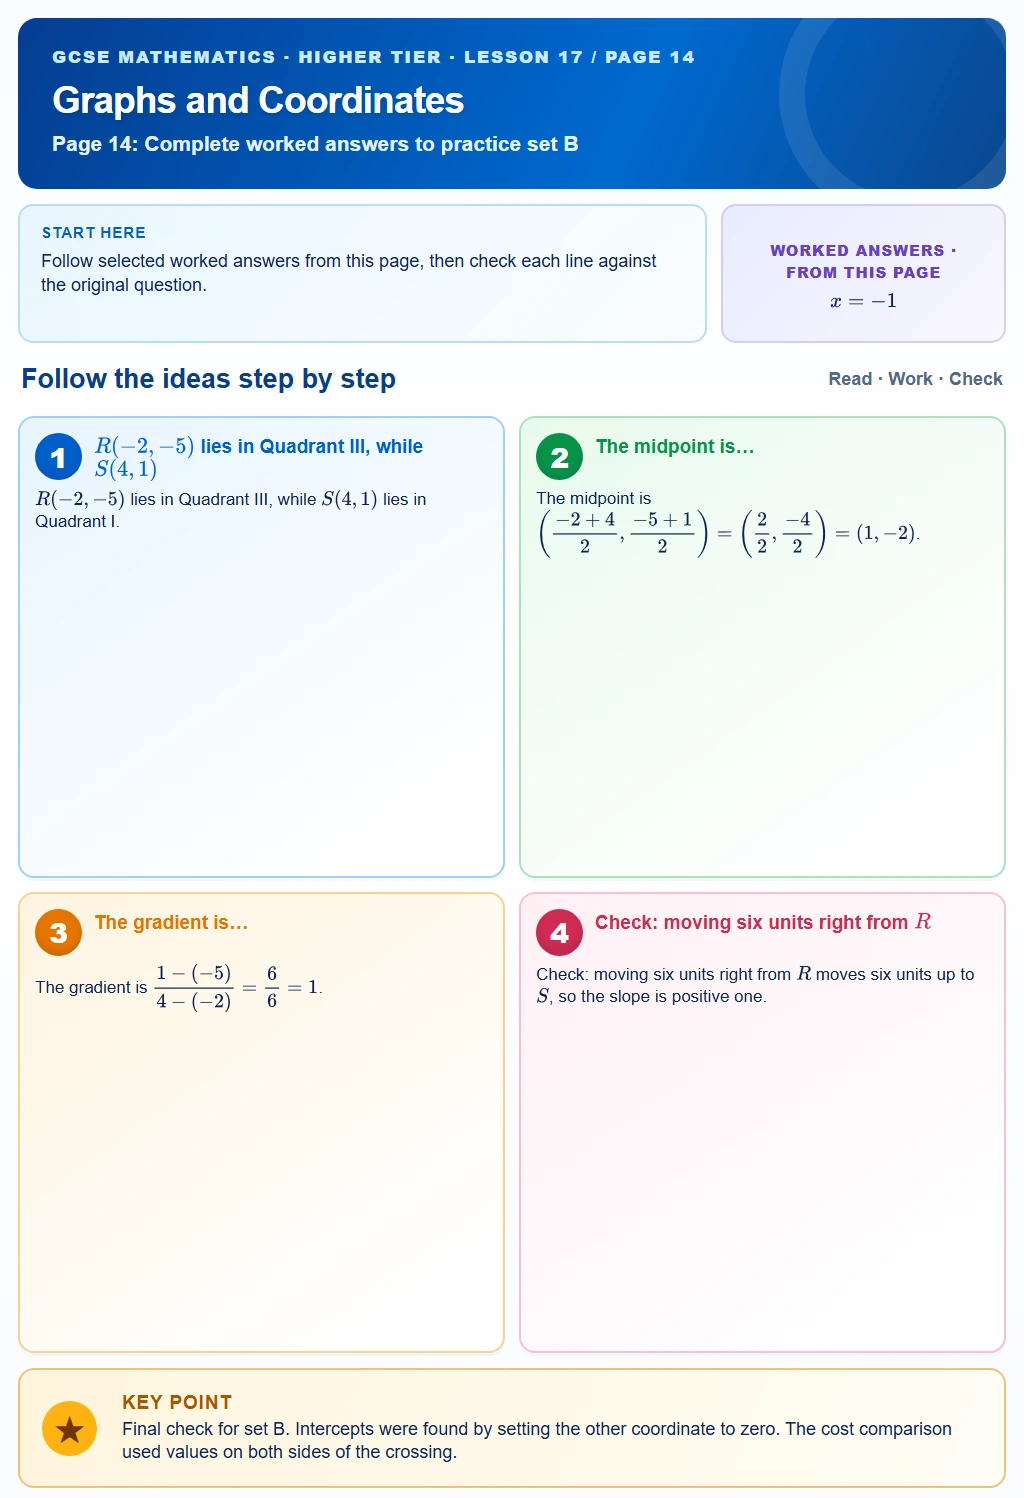 GCSE MATHEMATICS · HIGHER TIER · LESSON 17 / PAGE 14
Graphs and Coordinates
Page 14: Complete worked answers to practice set B
START HERE
Follow selected worked answers from this page, then check each line against
the original question.
WORKED ANSWERS ·
FROM THIS PAGE
x = −1
Follow the ideas step by step
Read · Work · Check
1
R(−2, −5) lies in Quadrant III, while
S(4, 1)
R(−2, −5) lies in Quadrant III, while S(4, 1) lies in
Quadrant I.
2
The midpoint is...
The midpoint is
((−2 + 4)/2, (−5 + 1)/2) = (2/2, −4/2) = (1, −2).
3
The gradient is...
The gradient is (1 − (−5))/(4 − (−2)) = 6/6 = 1.
4
Check: moving six units right from R
Check: moving six units right from R moves six units up to
S, so the slope is positive one.
KEY POINT
Final check for set B. Intercepts were found by setting the other coordinate to zero. The cost comparison
used values on both sides of the crossing.